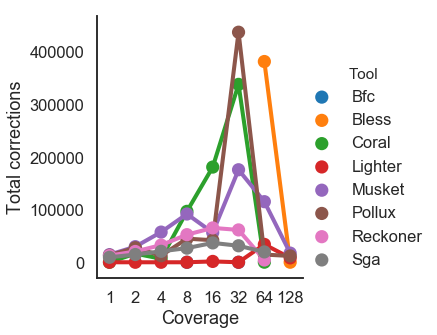 400000
300000
200000
100000
0
Total corrections
1 2 4 8 16 32 64 128
Coverage
Tool
Bfc
Bless
Coral
Lighter
Musket
Pollux
Reckoner
Sga